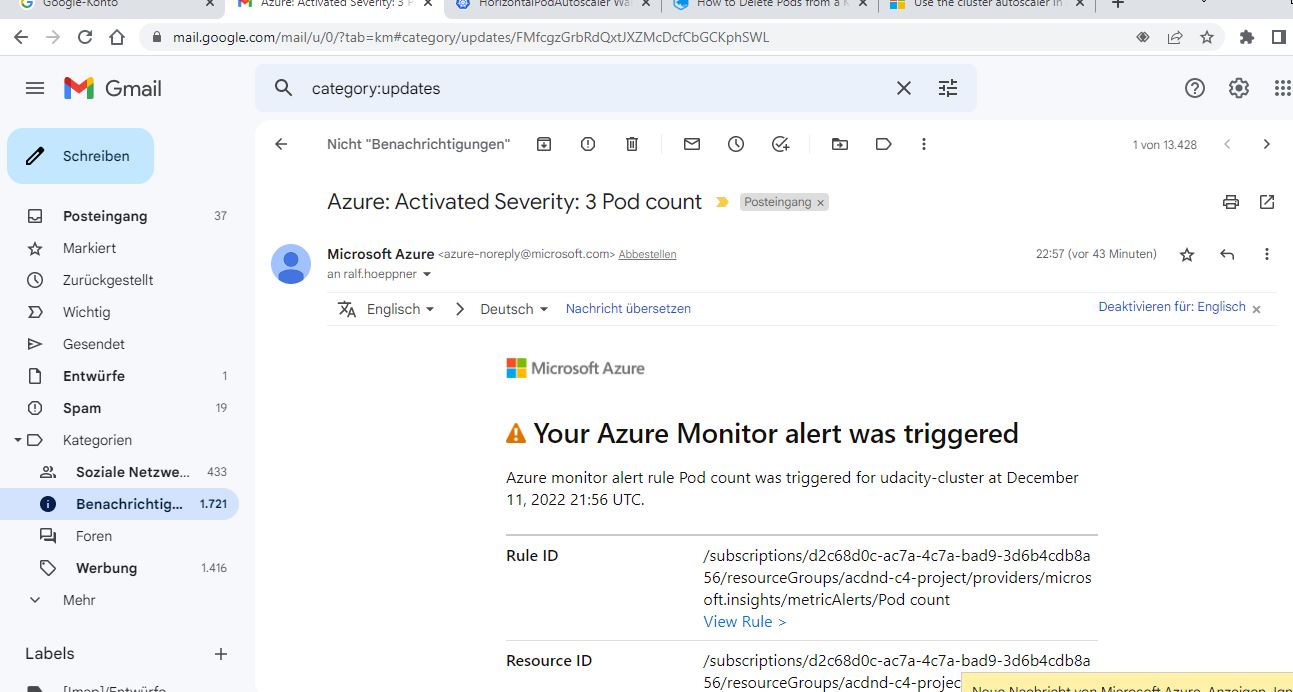 Google-Konto
Azure: Activated Severity: 3 P
HorizontalPodAutoscaler Wa
How to Delete Pods from a K
Use the cluster autoscaler in
mail.google.com/mail/u/0/?tab=km#category/updates/FMfcgzGrbRdQxtJXZMcDcfCbGCKphSWL
Gmail
category:updates
Schreiben
Nicht "Benachrichtigungen"
1 von 13.428
Azure: Activated Severity: 3 Pod count
Posteingang ×
Posteingang 37
Markiert
Zurückgestellt
Wichtig
Gesendet
Entwürfe 1
Spam 19
Kategorien
Soziale Netzwe... 433
Benachrichtig... 1.721
Foren
Werbung 1.416
Mehr
Labels +
[Imap]/Entwürfe
Microsoft Azure <azure-noreply@microsoft.com> Abbestellen
22:57 (vor 43 Minuten)
an ralf.hoeppner
Englisch > Deutsch Nachricht übersetzen
Deaktivieren für: Englisch ×
Microsoft Azure
Your Azure Monitor alert was triggered
Azure monitor alert rule Pod count was triggered for udacity-cluster at December
11, 2022 21:56 UTC.
Rule ID
/subscriptions/d2c68d0c-ac7a-4c7a-bad9-3d6b4cdb8a
56/resourceGroups/acdnd-c4-project/providers/micros
oft.insights/metricAlerts/Pod count
View Rule >
Resource ID
/subscriptions/d2c68d0c-ac7a-4c7a-bad9-3d6b4cdb8a
56/resourceGroups/acdnd-c4-projec
Neue Nachricht von Microsoft Azure. Anzeigen Ign